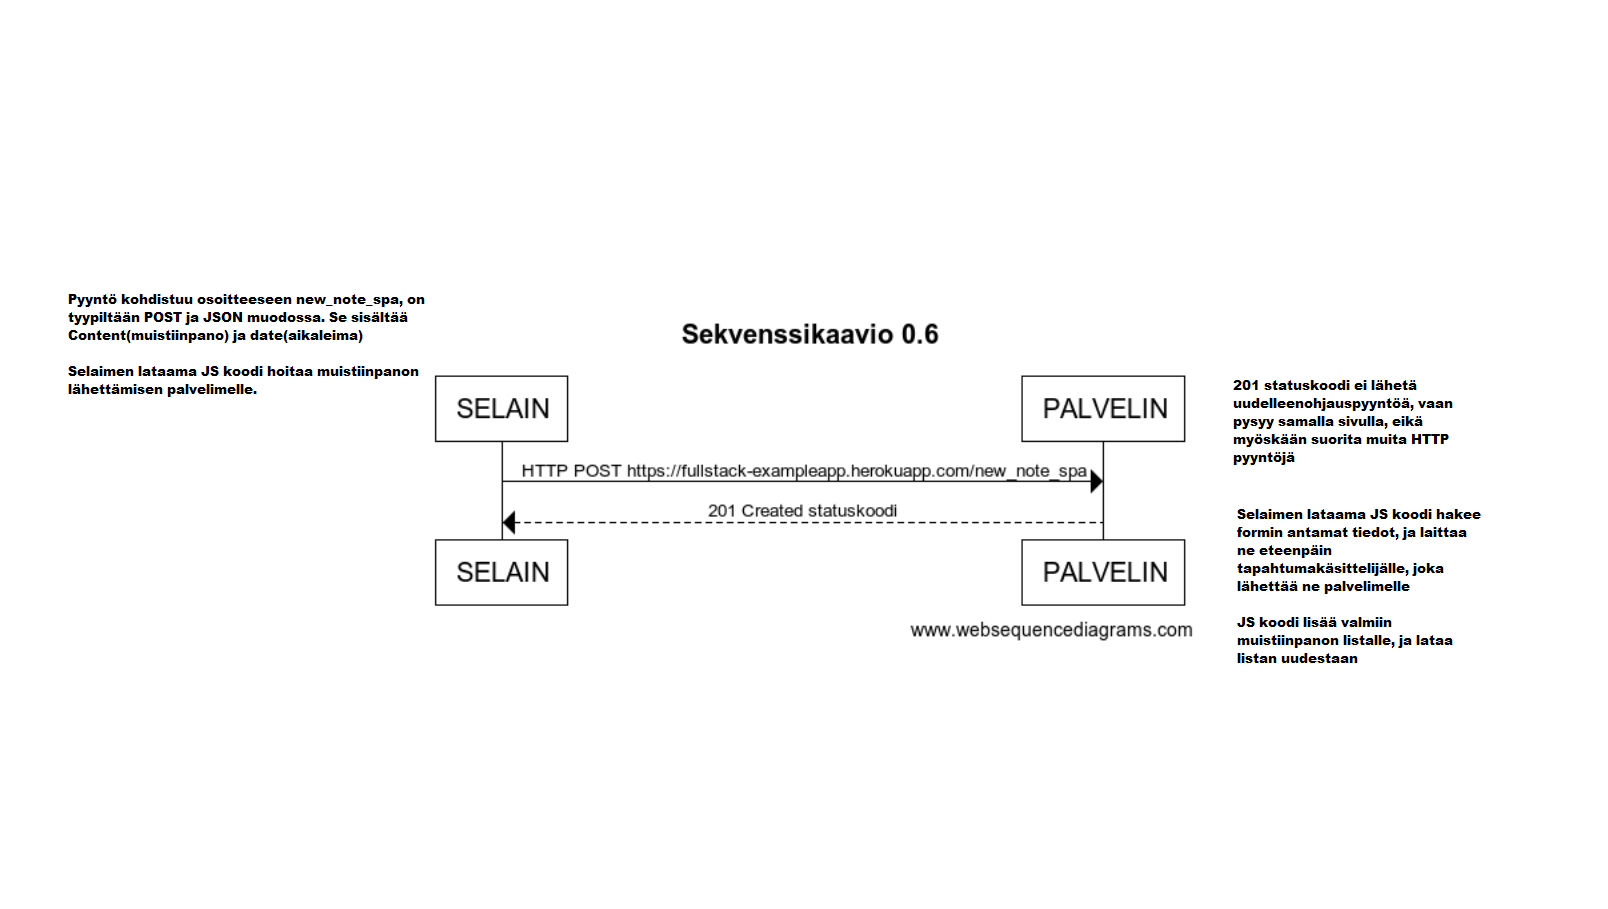 Pyyntö kohdistuu osoitteeseen new_note_spa, on
tyypiltään POST ja JSON muodossa. Se sisältää
Content(muistiinpano) ja date(aikaleima)
Selaimen lataama JS koodi hoitaa muistiinpanon
lähettämisen palvelimelle.
Sekvenssikaavio 0.6
SELAIN
PALVELIN
HTTP POST https://fullstack-exampleapp.herokuapp.com/new_note_spa
201 Created statuskoodi
SELAIN
PALVELIN
www.websequencediagrams.com
201 statuskoodi ei lähetä
uudelleenohjauspyyntöä, vaan
pysyy samalla sivulla, eikä
myöskään suorita muita HTTP
pyyntöjä
Selaimen lataama JS koodi hakee
formin antamat tiedot, ja laittaa
ne eteenpäin
tapahtumakäsittelijälle, joka
lähettää ne palvelimelle
JS koodi lisää valmiin
muistiinpanon listalle, ja lataa
listan uudestaan